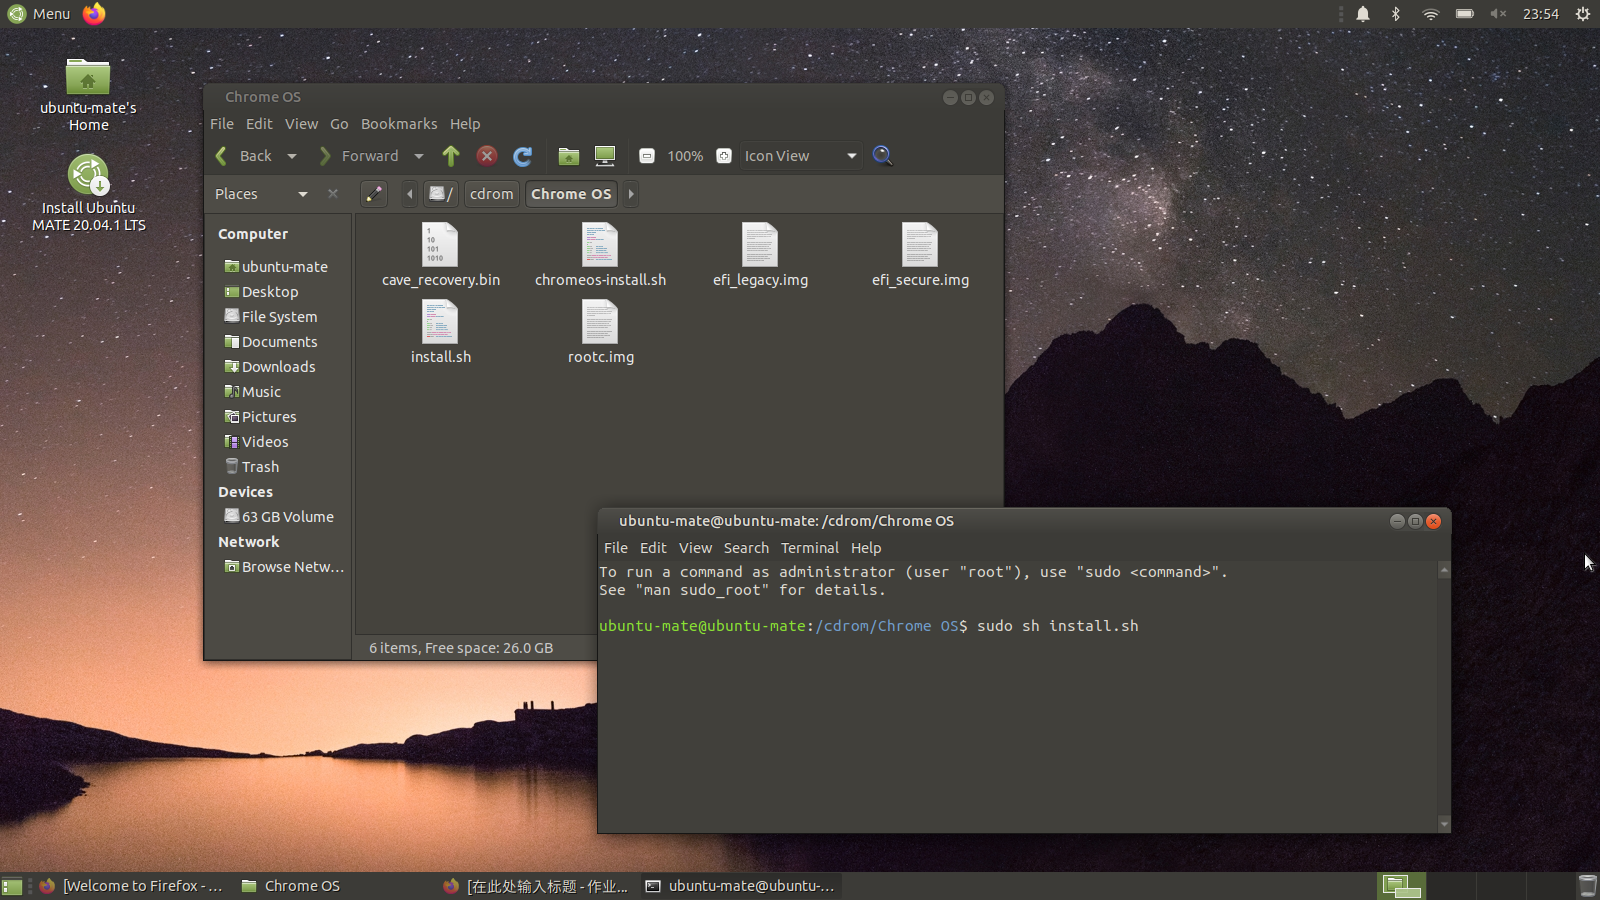 Menu
23:54
ubuntu-mate's
Home
Install Ubuntu
MATE 20.04.1 LTS
Chrome OS
File Edit View Go Bookmarks Help
Back Forward 100% Icon View
Places / cdrom Chrome OS
Computer
ubuntu-mate
Desktop
File System
Documents
Downloads
Music
Pictures
Videos
Trash
Devices
63 GB Volume
Network
Browse Netw...
1
10
101
1010
cave_recovery.bin chromeos-install.sh efi_legacy.img efi_secure.img
install.sh rootc.img
6 items, Free space: 26.0 GB
ubuntu-mate@ubuntu-mate: /cdrom/Chrome OS
File Edit View Search Terminal Help
To run a command as administrator (user "root"), use "sudo <command>".
See "man sudo_root" for details.
ubuntu-mate@ubuntu-mate:/cdrom/Chrome OS$ sudo sh install.sh
[Welcome to Firefox - ... Chrome OS [在此处输入标题 - 作业... ubuntu-mate@ubuntu-...